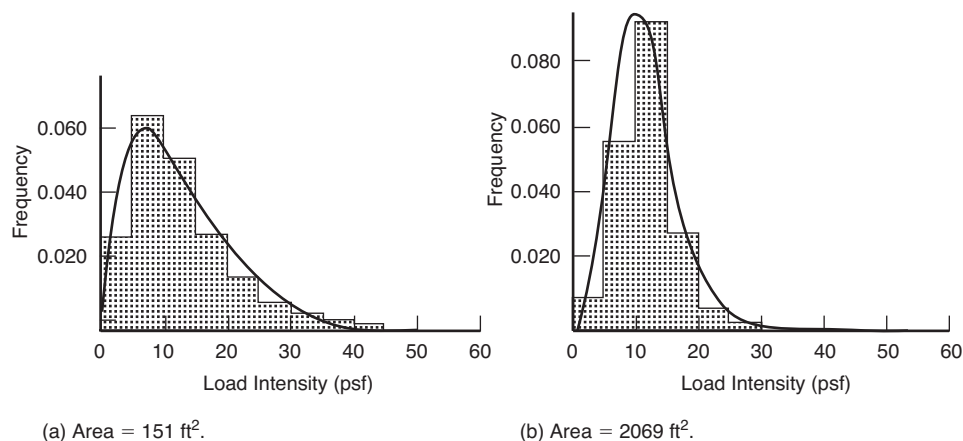 Frequency
0.060
0.040
0.020
0 10 20 30 40 50 60
Load Intensity (psf)
(a) Area = 151 ft².
Frequency
0.080
0.060
0.040
0.020
0 10 20 30 40 50 60
Load Intensity (psf)
(b) Area = 2069 ft².